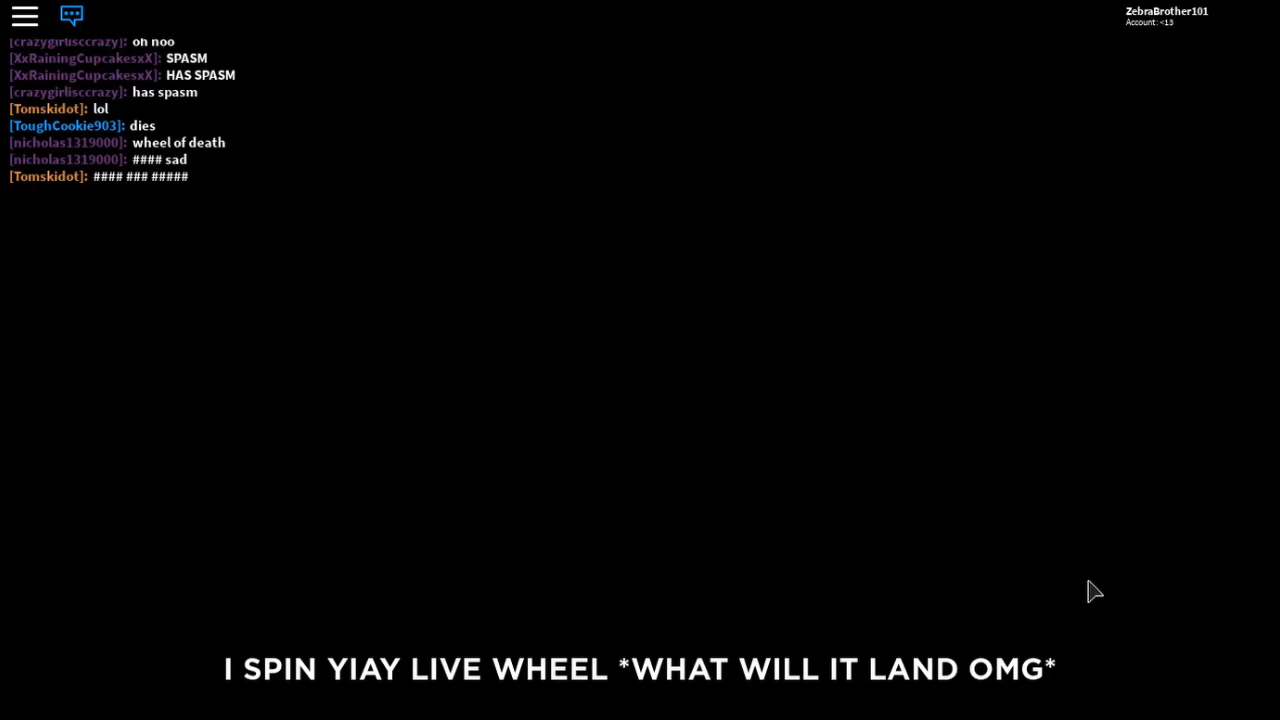 ZebraBrother101
Account: <13
[crazygirlisccrazy]: oh noo
[XxRainingCupcakesxX]: SPASM
[XxRainingCupcakesxX]: HAS SPASM
[crazygirlisccrazy]: has spasm
[Tomskidot]: lol
[ToughCookie903]: dies
[nicholas1319000]: wheel of death
[nicholas1319000]: #### sad
[Tomskidot]: #### ### #####
I SPIN YIAY LIVE WHEEL *WHAT WILL IT LAND OMG*